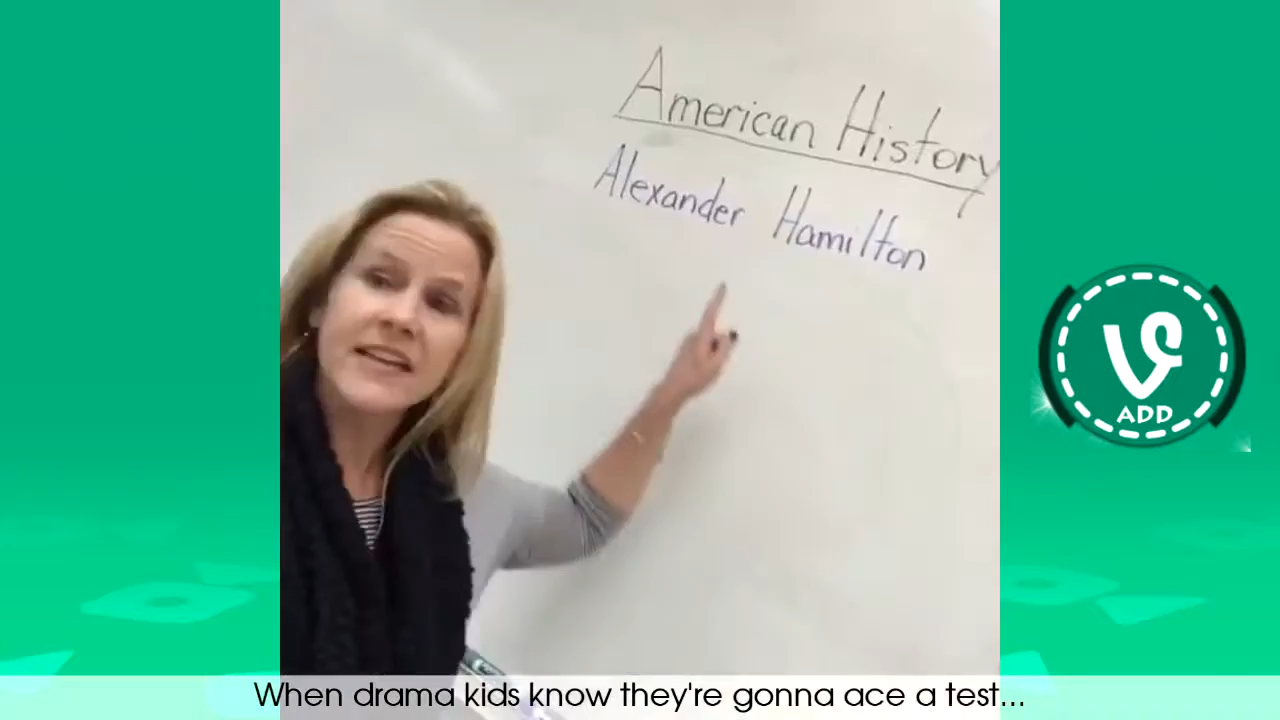 American History
Alexander Hamilton
ADD
When drama kids know they're gonna ace a test...